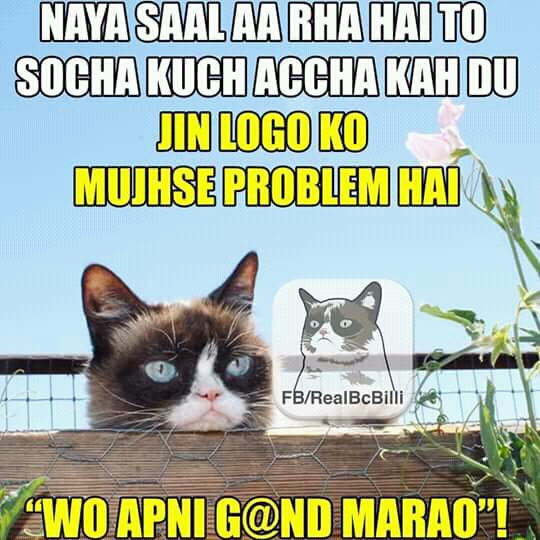 NAYA SAAL AA RHA HAI TO
SOCHA KUCH ACCHA KAH DU
JIN LOGO KO
MUJHSE PROBLEM HAI
FB/RealBcBilli
"WO APNI G@ND MARAO"!